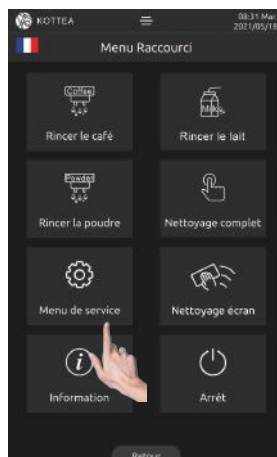 KOTTEA
08:31 Mar
2021/05/18
Menu Raccourci
Coffee
Rincer le café
Milk
Rincer le lait
Powder
Rincer la poudre
Nettoyage complet
Menu de service
Nettoyage écran
Information
Arrêt
Retour